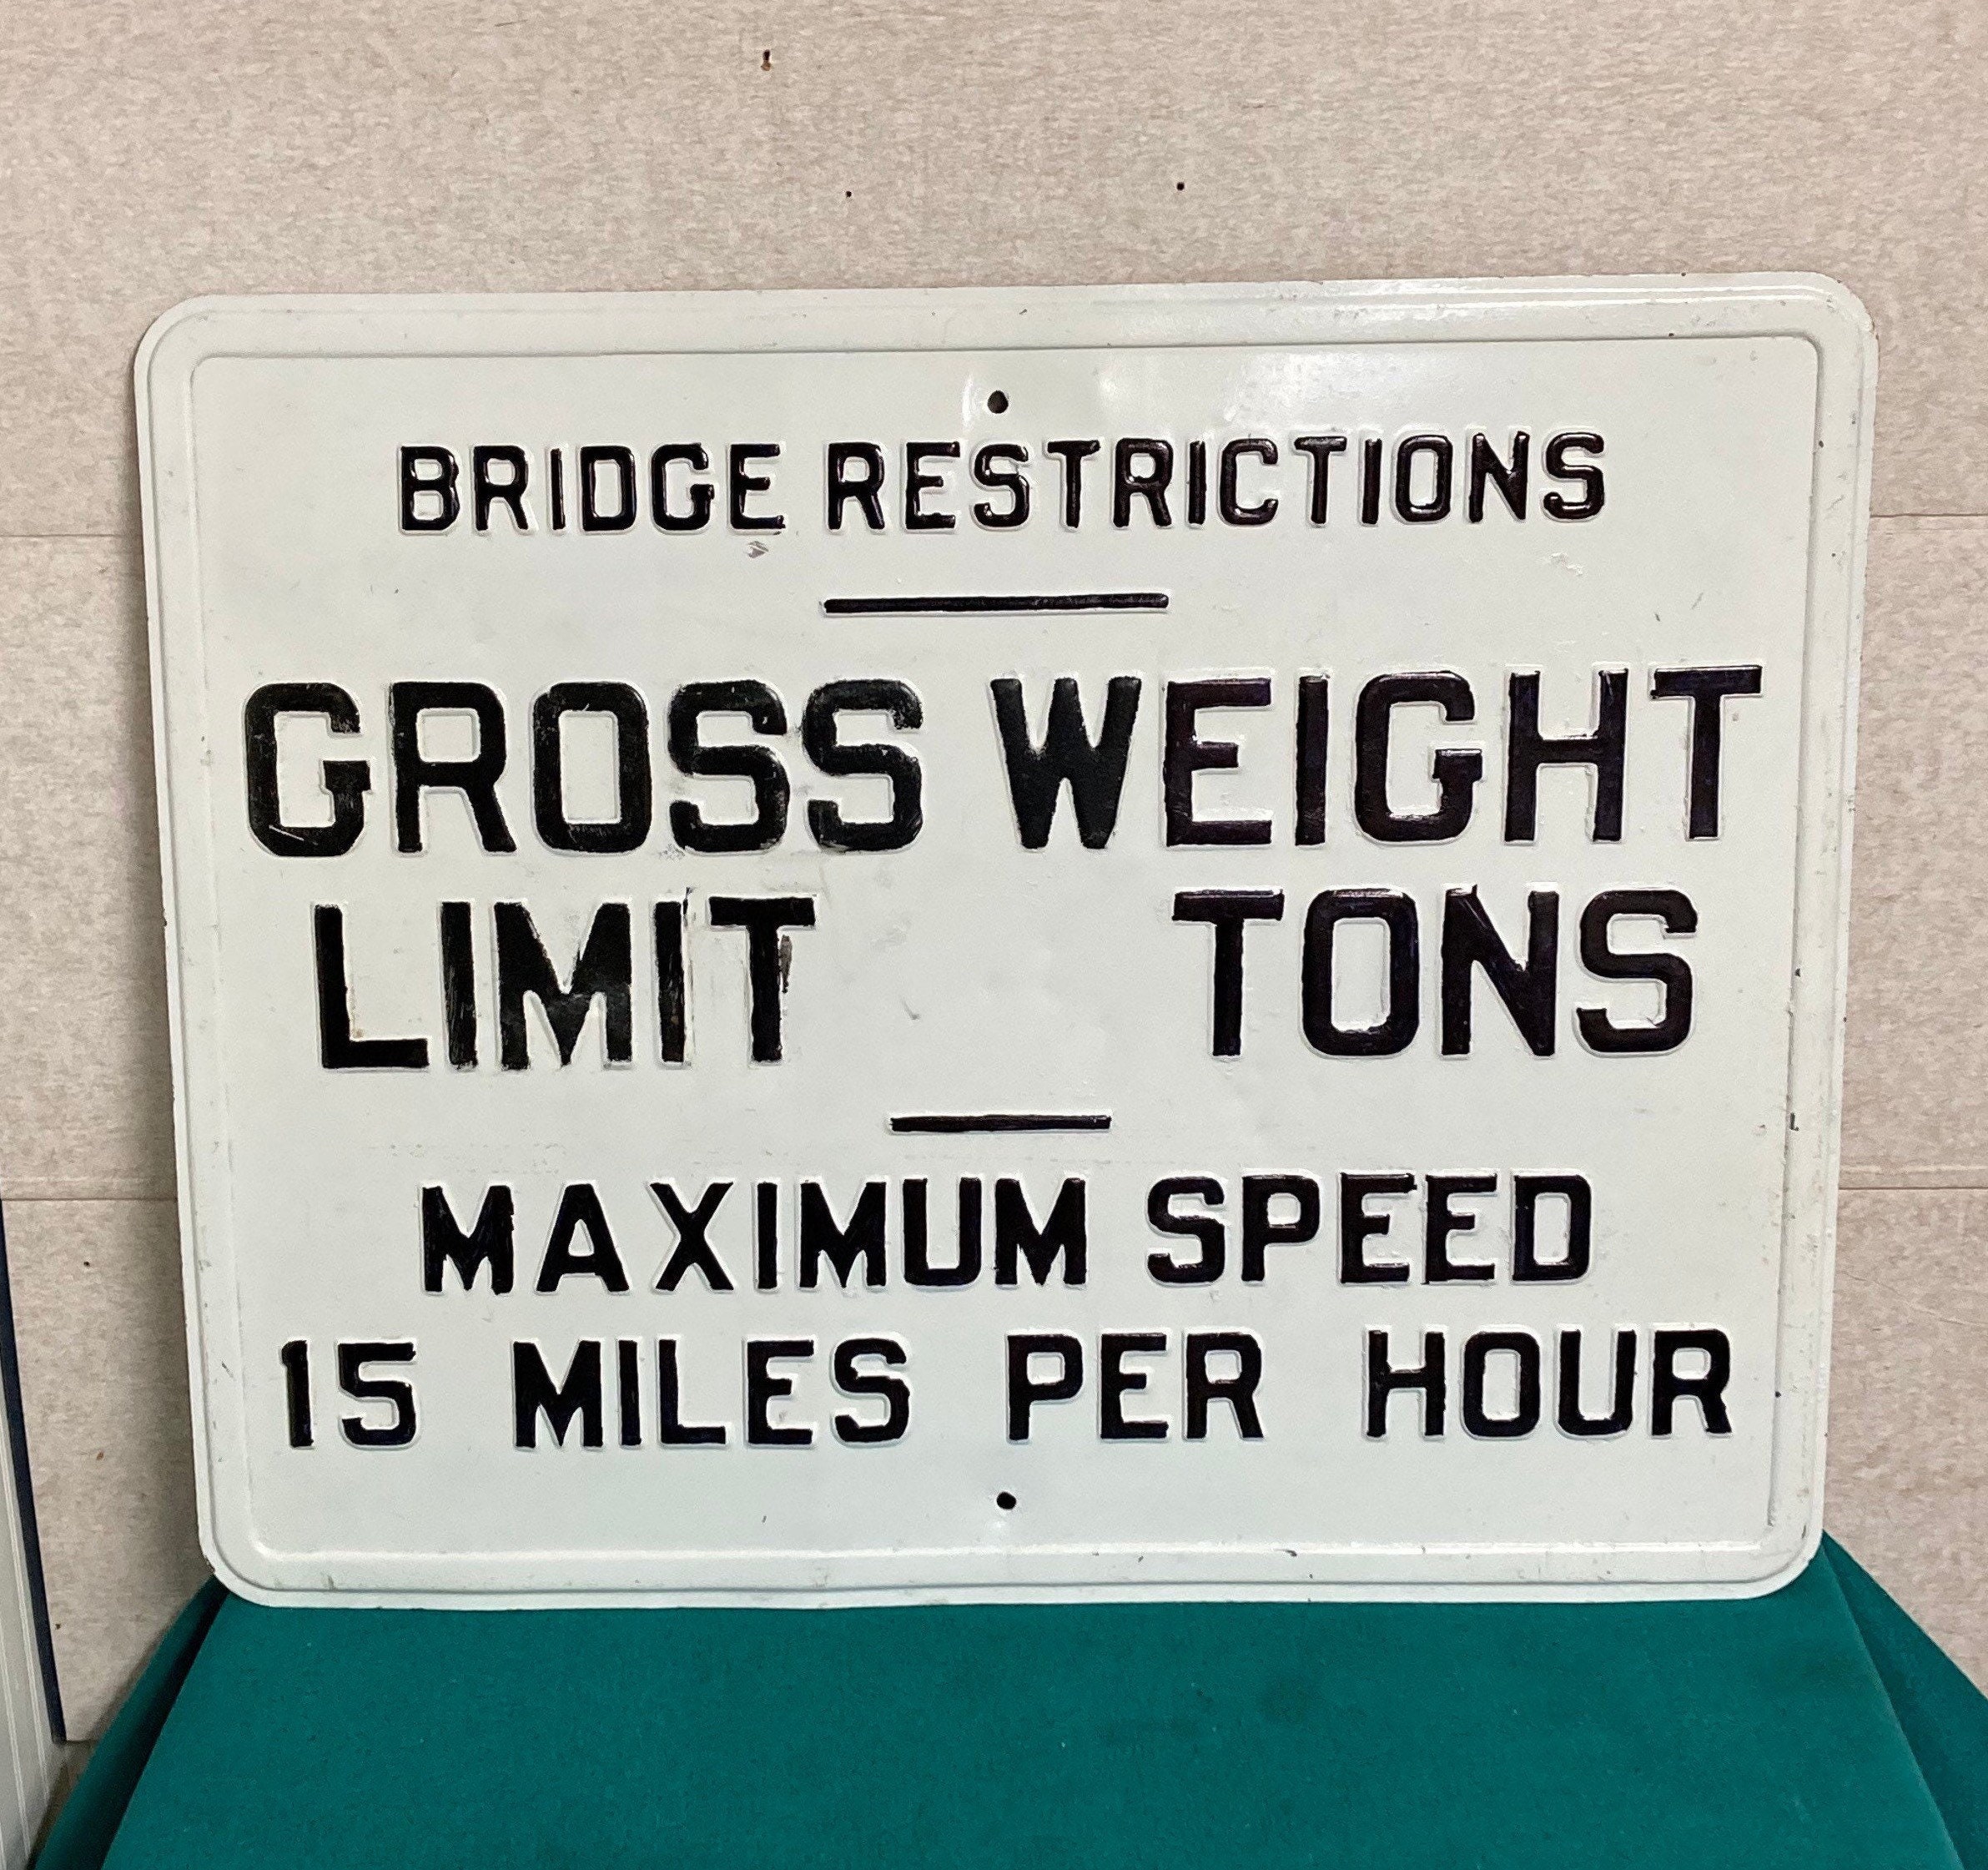 BRIDGE RESTRICTIONS
GROSS WEIGHT
LIMIT TONS
MAXIMUM SPEED
15 MILES PER HOUR